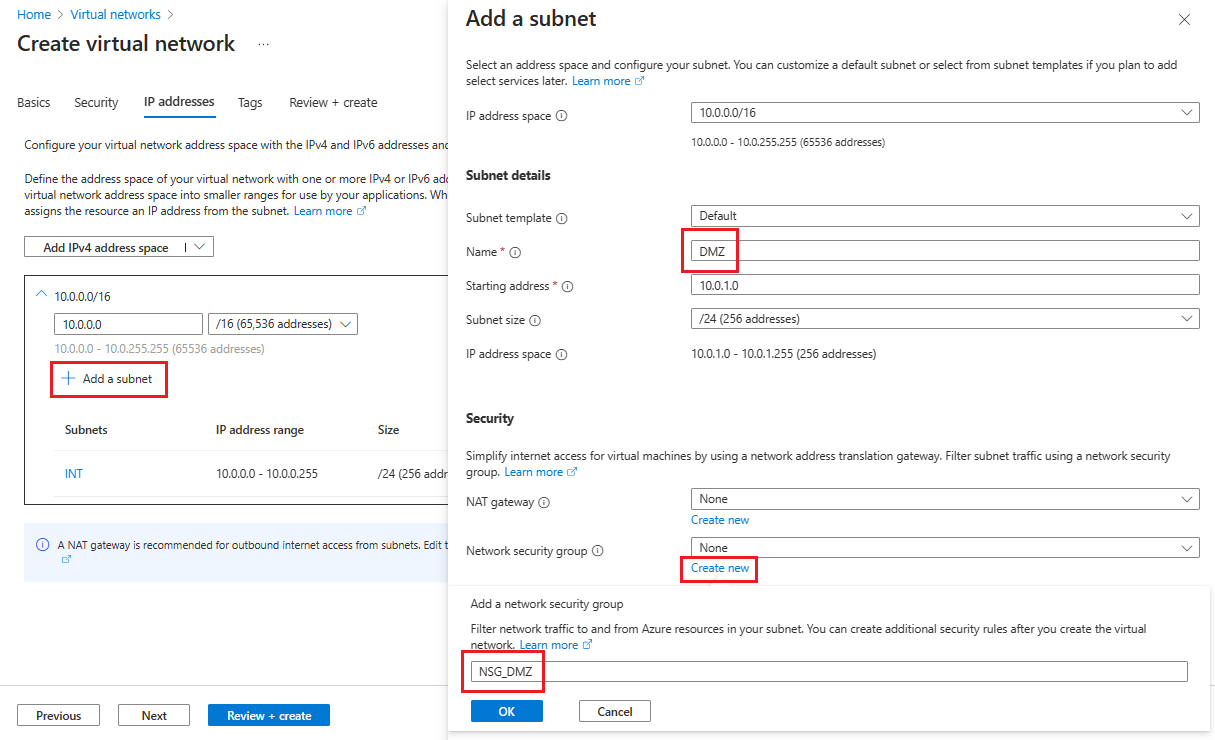 Home > Virtual networks >
Create virtual network ...
Basics Security IP addresses Tags Review + create
Configure your virtual network address space with the IPv4 and IPv6 addresses and
Define the address space of your virtual network with one or more IPv4 or IPv6 ad
virtual network address space into smaller ranges for use by your applications. Wh
assigns the resource an IP address from the subnet. Learn more
Add IPv4 address space
10.0.0.0/16
10.0.0.0 /16 (65,536 addresses)
10.0.0.0 - 10.0.255.255 (65536 addresses)
+ Add a subnet
Subnets IP address range Size
INT 10.0.0.0 - 10.0.0.255 /24 (256 addr
A NAT gateway is recommended for outbound internet access from subnets. Edit t
Previous Next Review + create
Add a subnet
Select an address space and configure your subnet. You can customize a default subnet or select from subnet templates if you plan to add
select services later. Learn more
IP address space 10.0.0.0/16
10.0.0.0 - 10.0.255.255 (65536 addresses)
Subnet details
Subnet template Default
Name * DMZ
Starting address * 10.0.1.0
Subnet size /24 (256 addresses)
IP address space 10.0.1.0 - 10.0.1.255 (256 addresses)
Security
Simplify internet access for virtual machines by using a network address translation gateway. Filter subnet traffic using a network security
group. Learn more
NAT gateway None
Create new
Network security group None
Create new
Add a network security group
Filter network traffic to and from Azure resources in your subnet. You can create additional security rules after you create the virtual
network. Learn more
NSG_DMZ
OK Cancel